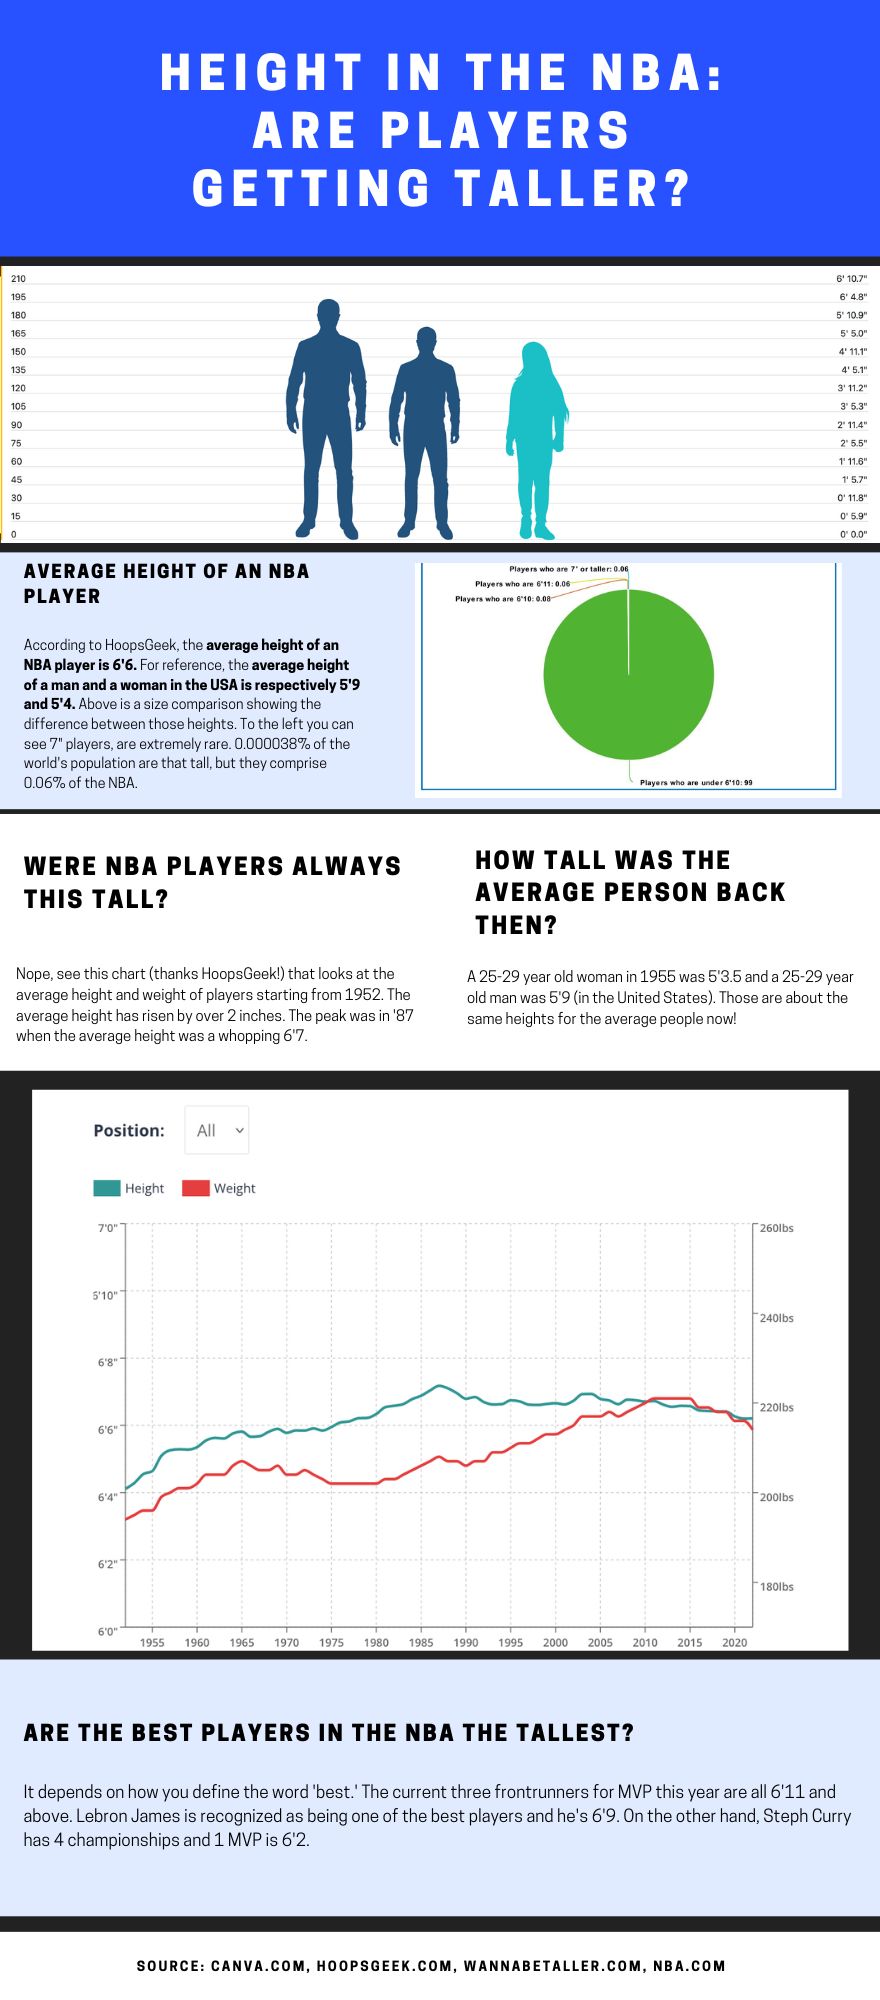 HEIGHT IN THE NBA:
ARE PLAYERS
GETTING TALLER?
210
195
180
165
150
135
120
105
90
75
60
45
30
15
0
6' 10.7"
6' 4.8"
5' 10.9"
5' 5.0"
4' 11.1"
4' 5.1"
3' 11.2"
3' 5.3"
2' 11.4"
2' 5.5"
1' 11.6"
1' 5.7"
0' 11.8"
0' 5.9"
0' 0.0"
AVERAGE HEIGHT OF AN NBA
PLAYER
According to HoopsGeek, the average height of an
NBA player is 6'6. For reference, the average height
of a man and a woman in the USA is respectively 5'9
and 5'4. Above is a size comparison showing the
difference between those heights. To the left you can
see 7" players, are extremely rare. 0.000038% of the
world's population are that tall, but they comprise
0.06% of the NBA.
Players who are 7' or taller: 0.06
Players who are 6'11: 0.06
Players who are 6'10: 0.08
Players who are under 6'10: 99
WERE NBA PLAYERS ALWAYS
THIS TALL?
Nope, see this chart (thanks HoopsGeek!) that looks at the
average height and weight of players starting from 1952. The
average height has risen by over 2 inches. The peak was in '87
when the average height was a whopping 6'7.
HOW TALL WAS THE
AVERAGE PERSON BACK
THEN?
A 25-29 year old woman in 1955 was 5'3.5 and a 25-29 year
old man was 5'9 (in the United States). Those are about the
same heights for the average people now!
Position: All
Height Weight
7'0"
6'10"
6'8"
6'6"
6'4"
6'2"
6'0"
260lbs
240lbs
220lbs
200lbs
180lbs
1955 1960 1965 1970 1975 1980 1985 1990 1995 2000 2005 2010 2015 2020
ARE THE BEST PLAYERS IN THE NBA THE TALLEST?
It depends on how you define the word 'best.' The current three frontrunners for MVP this year are all 6'11 and
above. Lebron James is recognized as being one of the best players and he's 6'9. On the other hand, Steph Curry
has 4 championships and 1 MVP is 6'2.
SOURCE: CANVA.COM, HOOPSGEEK.COM, WANNABETALLER.COM, NBA.COM